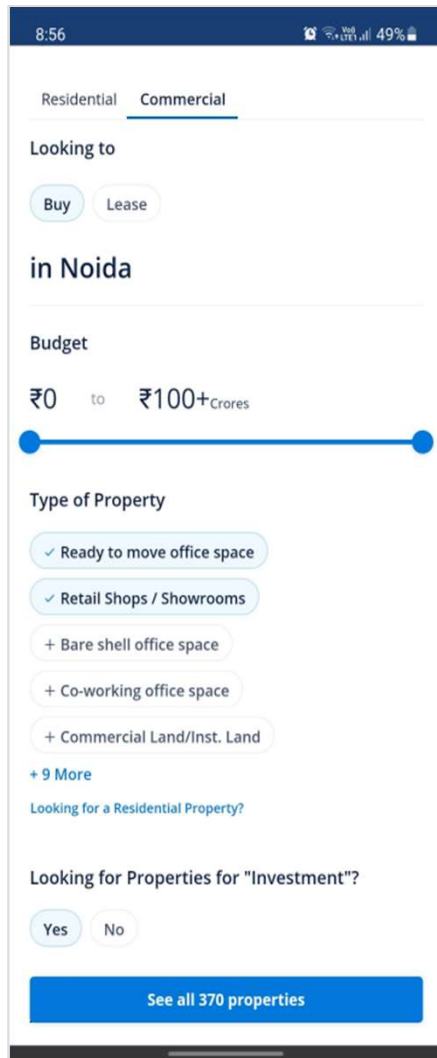 8:56 49%
Residential Commercial
Looking to
Buy Lease
in Noida
Budget
₹0 to ₹100+Crores
Type of Property
Ready to move office space
Retail Shops / Showrooms
+ Bare shell office space
+ Co-working office space
+ Commercial Land/Inst. Land
+ 9 More
Looking for a Residential Property?
Looking for Properties for "Investment"?
Yes No
See all 370 properties